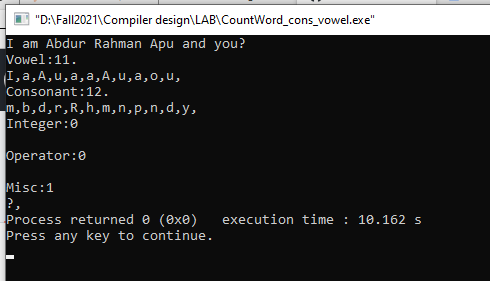 "D:\Fall2021\Compiler design\LAB\CountWord_cons_vowel.exe"
I am Abdur Rahman Apu and you?
Vowel:11.
I,a,A,u,a,a,A,u,a,o,u,
Consonant:12.
m,b,d,r,R,h,m,n,p,n,d,y,
Integer:0
Operator:0
Misc:1
?,
Process returned 0 (0x0)   execution time : 10.162 s
Press any key to continue.